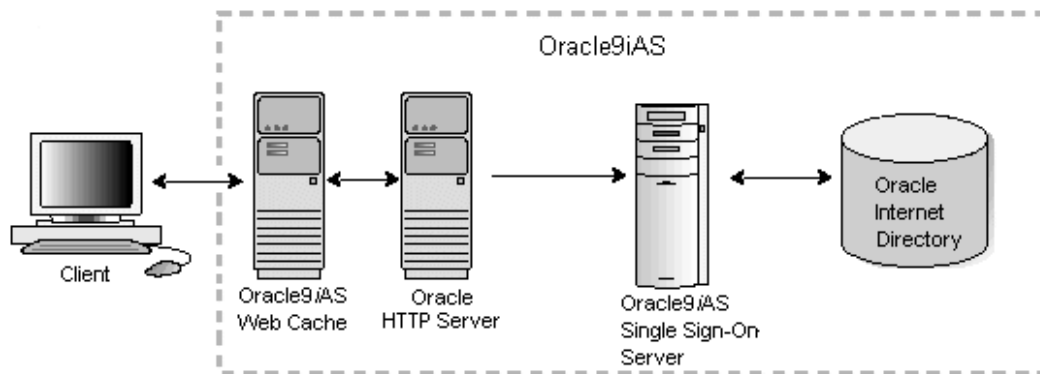 Oracle9iAS
Client
Oracle9iAS
Web Cache
Oracle
HTTP Server
Oracle9iAS
Single Sign-On
Server
Oracle
Internet
Directory